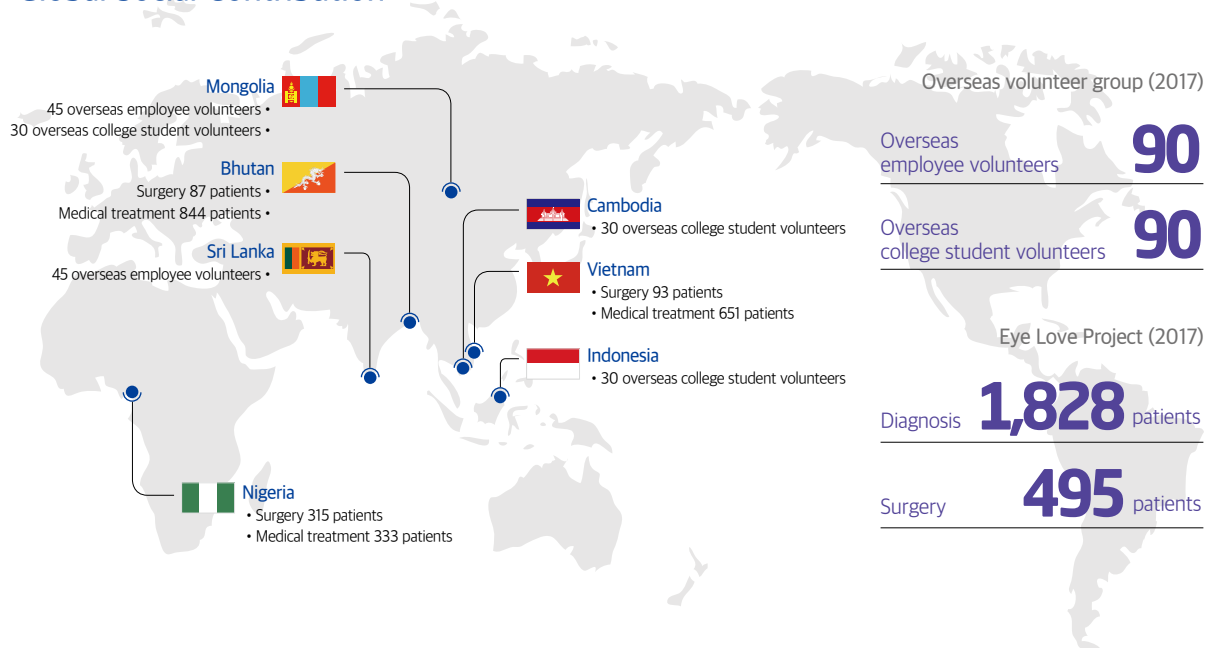 Global Social Contribution
Mongolia
45 overseas employee volunteers •
30 overseas college student volunteers •
Bhutan
Surgery 87 patients •
Medical treatment 844 patients •
Sri Lanka
45 overseas employee volunteers •
Cambodia
• 30 overseas college student volunteers
Vietnam
• Surgery 93 patients
• Medical treatment 651 patients
Indonesia
• 30 overseas college student volunteers
Nigeria
• Surgery 315 patients
• Medical treatment 333 patients
Overseas volunteer group (2017)
Overseas
employee volunteers 90
Overseas
college student volunteers 90
Eye Love Project (2017)
Diagnosis 1,828 patients
Surgery 495 patients